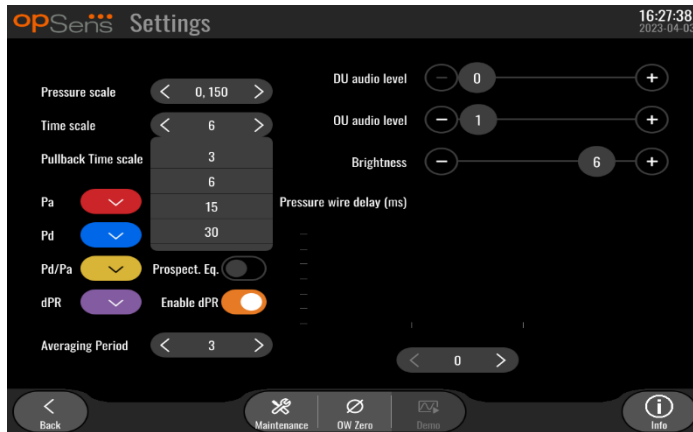 opSens Settings
16:27:38
2023-04-03
Pressure scale < 0, 150 >
Time scale < 6 >
Pullback Time scale
3
6
15
30
Pa
Pd
Pd/Pa Prospect. Eq.
dPR Enable dPR
Averaging Period < 3 >
DU audio level - 0 +
OU audio level - 1 +
Brightness - 6 +
Pressure wire delay (ms)
< 0 >
Back
Maintenance
OW Zero
Demo
Info